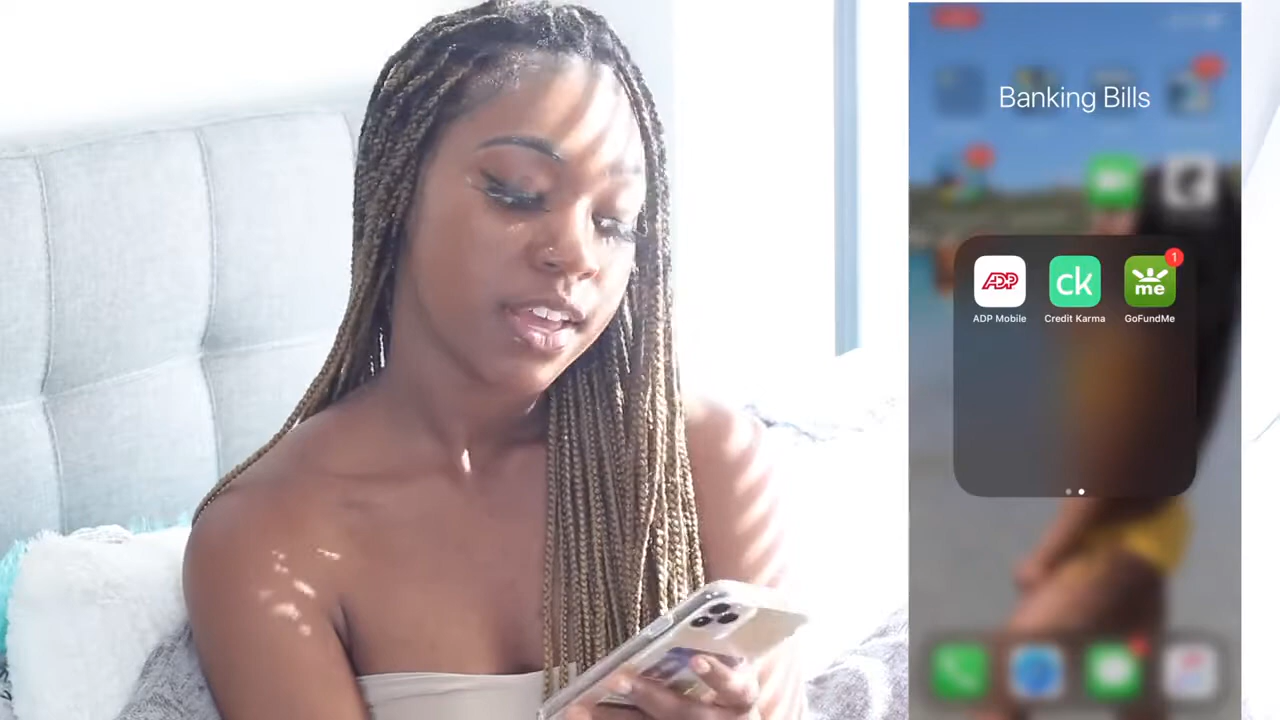 Banking Bills
1
ADP
ck
me
ADP Mobile
Credit Karma
GoFundMe